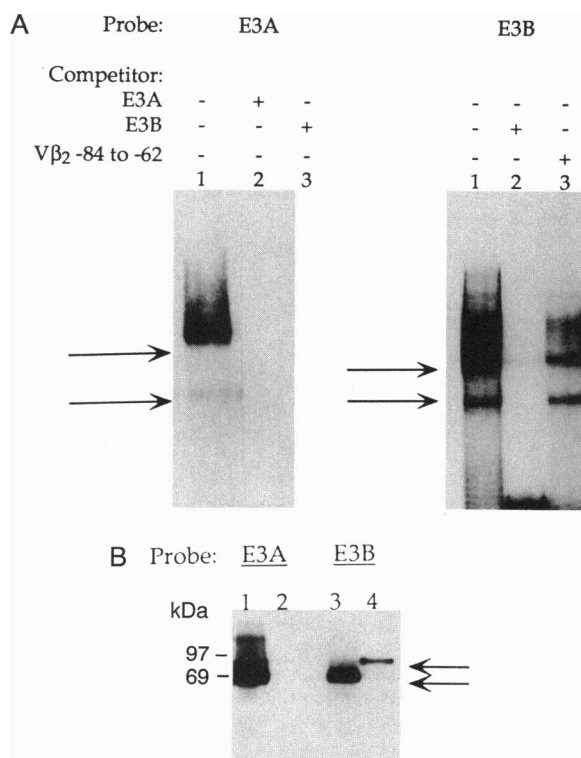 A Probe: E3A E3B
Competitor:
E3A - + - - - -
E3B - - + - + -
Vβ2 -84 to -62 - - - - - +
1 2 3 1 2 3
B Probe: E3A E3B
kDa 1 2 3 4
97 -
69 -